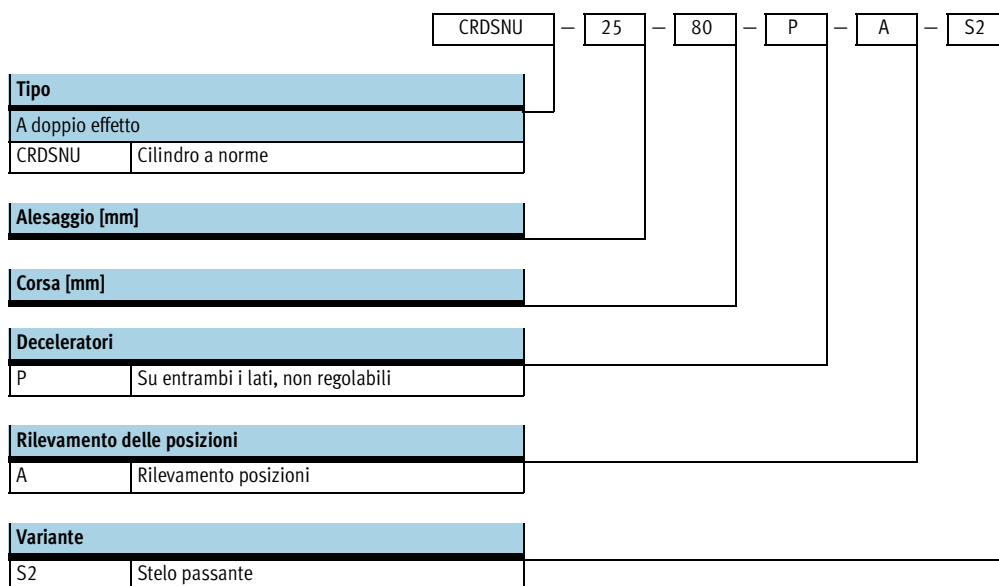 CRDSNU – 25 – 80 – P – A – S2
Tipo
A doppio effetto
CRDSNU Cilindro a norme
Alesaggio [mm]
Corsa [mm]
Deceleratori
P Su entrambi i lati, non regolabili
Rilevamento delle posizioni
A Rilevamento posizioni
Variante
S2 Stelo passante